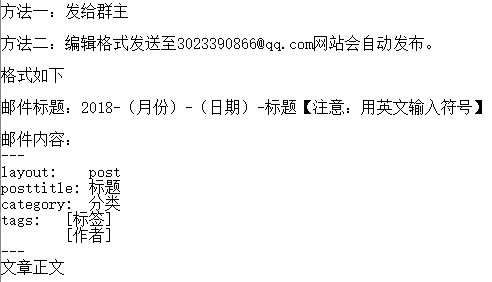 方法一：发给群主
方法二：编辑格式发送至3023390866@qq.com网站会自动发布。
格式如下
邮件标题：2018-（月份）-（日期）-标题【注意：用英文输入符号】
邮件内容：
---
layout:    post
posttitle: 标题
category:  分类
tags:   [标签]
        [作者]
---
文章正文